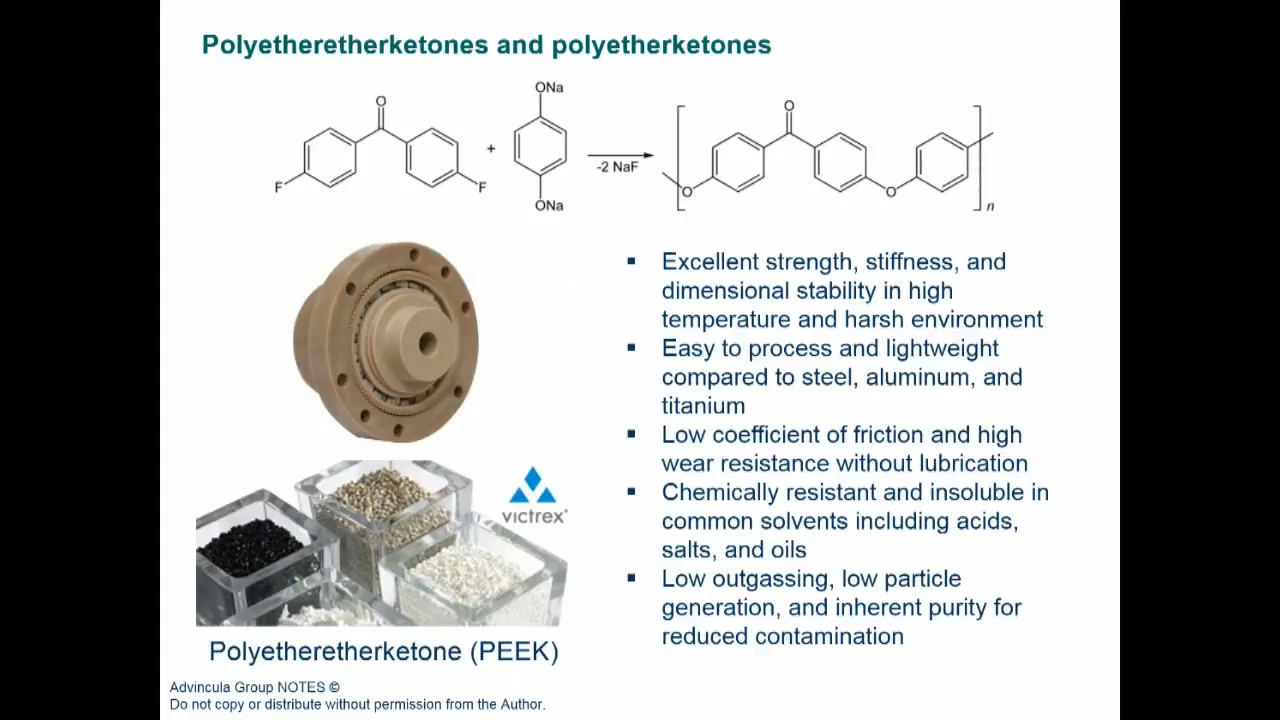 Polyetheretherketones and polyetherketones
O
ONa
O
+
-2 NaF
F
F
ONa
O
O
n
▪ Excellent strength, stiffness, and
dimensional stability in high
temperature and harsh environment
▪ Easy to process and lightweight
compared to steel, aluminum, and
titanium
▪ Low coefficient of friction and high
wear resistance without lubrication
▪ Chemically resistant and insoluble in
common solvents including acids,
salts, and oils
▪ Low outgassing, low particle
generation, and inherent purity for
reduced contamination
victrex
Polyetheretherketone (PEEK)
Advincula Group NOTES ©
Do not copy or distribute without permission from the Author.